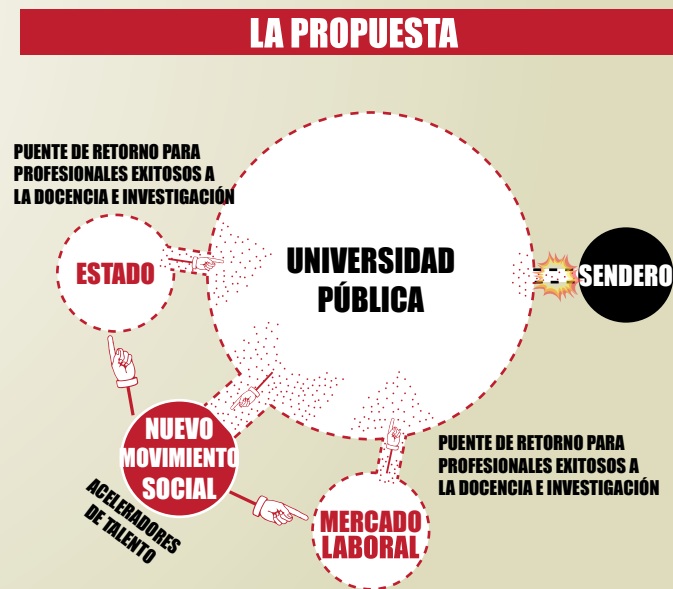 LA PROPUESTA
PUENTE DE RETORNO PARA
PROFESIONALES EXITOSOS A
LA DOCENCIA E INVESTIGACIÓN
ESTADO
UNIVERSIDAD
PÚBLICA
SENDERO
NUEVO
MOVIMIENTO
SOCIAL
ACELERADORES
DE TALENTO
MERCADO
LABORAL
PUENTE DE RETORNO PARA
PROFESIONALES EXITOSOS A
LA DOCENCIA E INVESTIGACIÓN